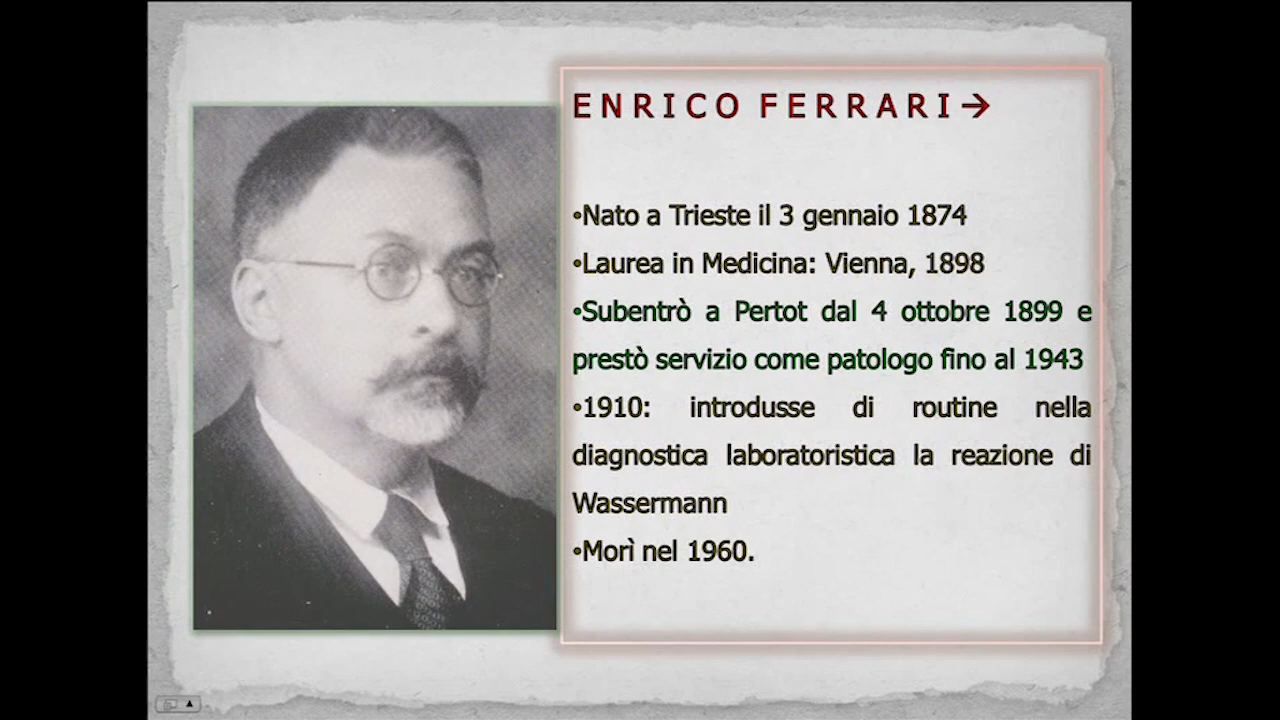 ENRICO FERRARI→
•Nato a Trieste il 3 gennaio 1874
•Laurea in Medicina: Vienna, 1898
•Subentrò a Pertot dal 4 ottobre 1899 e
prestò servizio come patologo fino al 1943
•1910: introdusse di routine nella
diagnostica laboratoristica la reazione di
Wassermann
•Morì nel 1960.